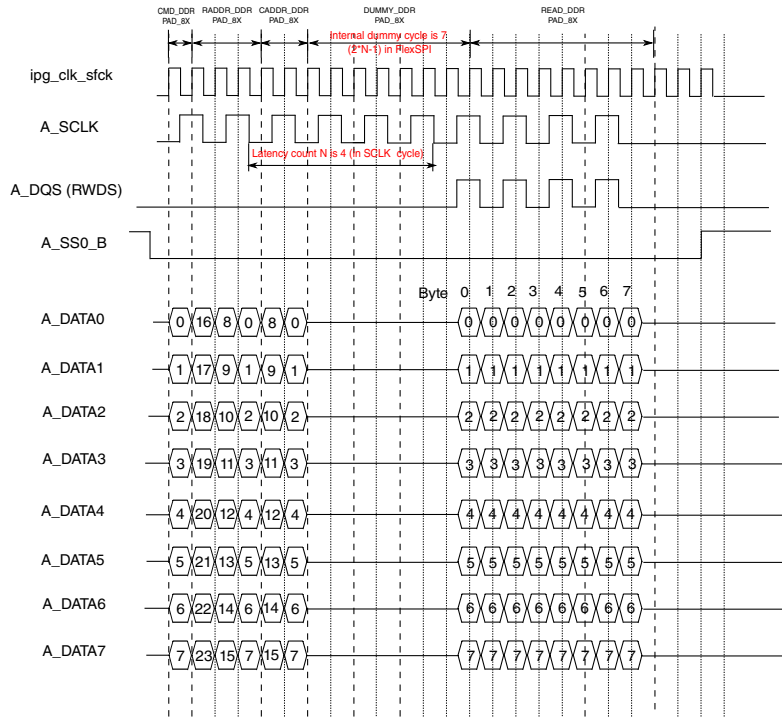 CMD_DDR RADDR_DDR CADDR_DDR DUMMY_DDR READ_DDR
PAD_8X PAD_8X PAD_8X PAD_8X PAD_8X
Internal dummy cycle is 7
(2*N-1) in FlexSPI
ipg_clk_sfck
A_SCLK
Latency count N is 4 (in SCLK cycle)
A_DQS (RWDS)
A_SS0_B
Byte 0 1 2 3 4 5 6 7
A_DATA0 0 16 8 0 8 0 0 0 0 0 0 0 0 0
A_DATA1 1 17 9 1 9 1 1 1 1 1 1 1 1 1
A_DATA2 2 18 10 2 10 2 2 2 2 2 2 2 2 2
A_DATA3 3 19 11 3 11 3 3 3 3 3 3 3 3 3
A_DATA4 4 20 12 4 12 4 4 4 4 4 4 4 4 4
A_DATA5 5 21 13 5 13 5 5 5 5 5 5 5 5 5
A_DATA6 6 22 14 6 14 6 6 6 6 6 6 6 6 6
A_DATA7 7 23 15 7 15 7 7 7 7 7 7 7 7 7